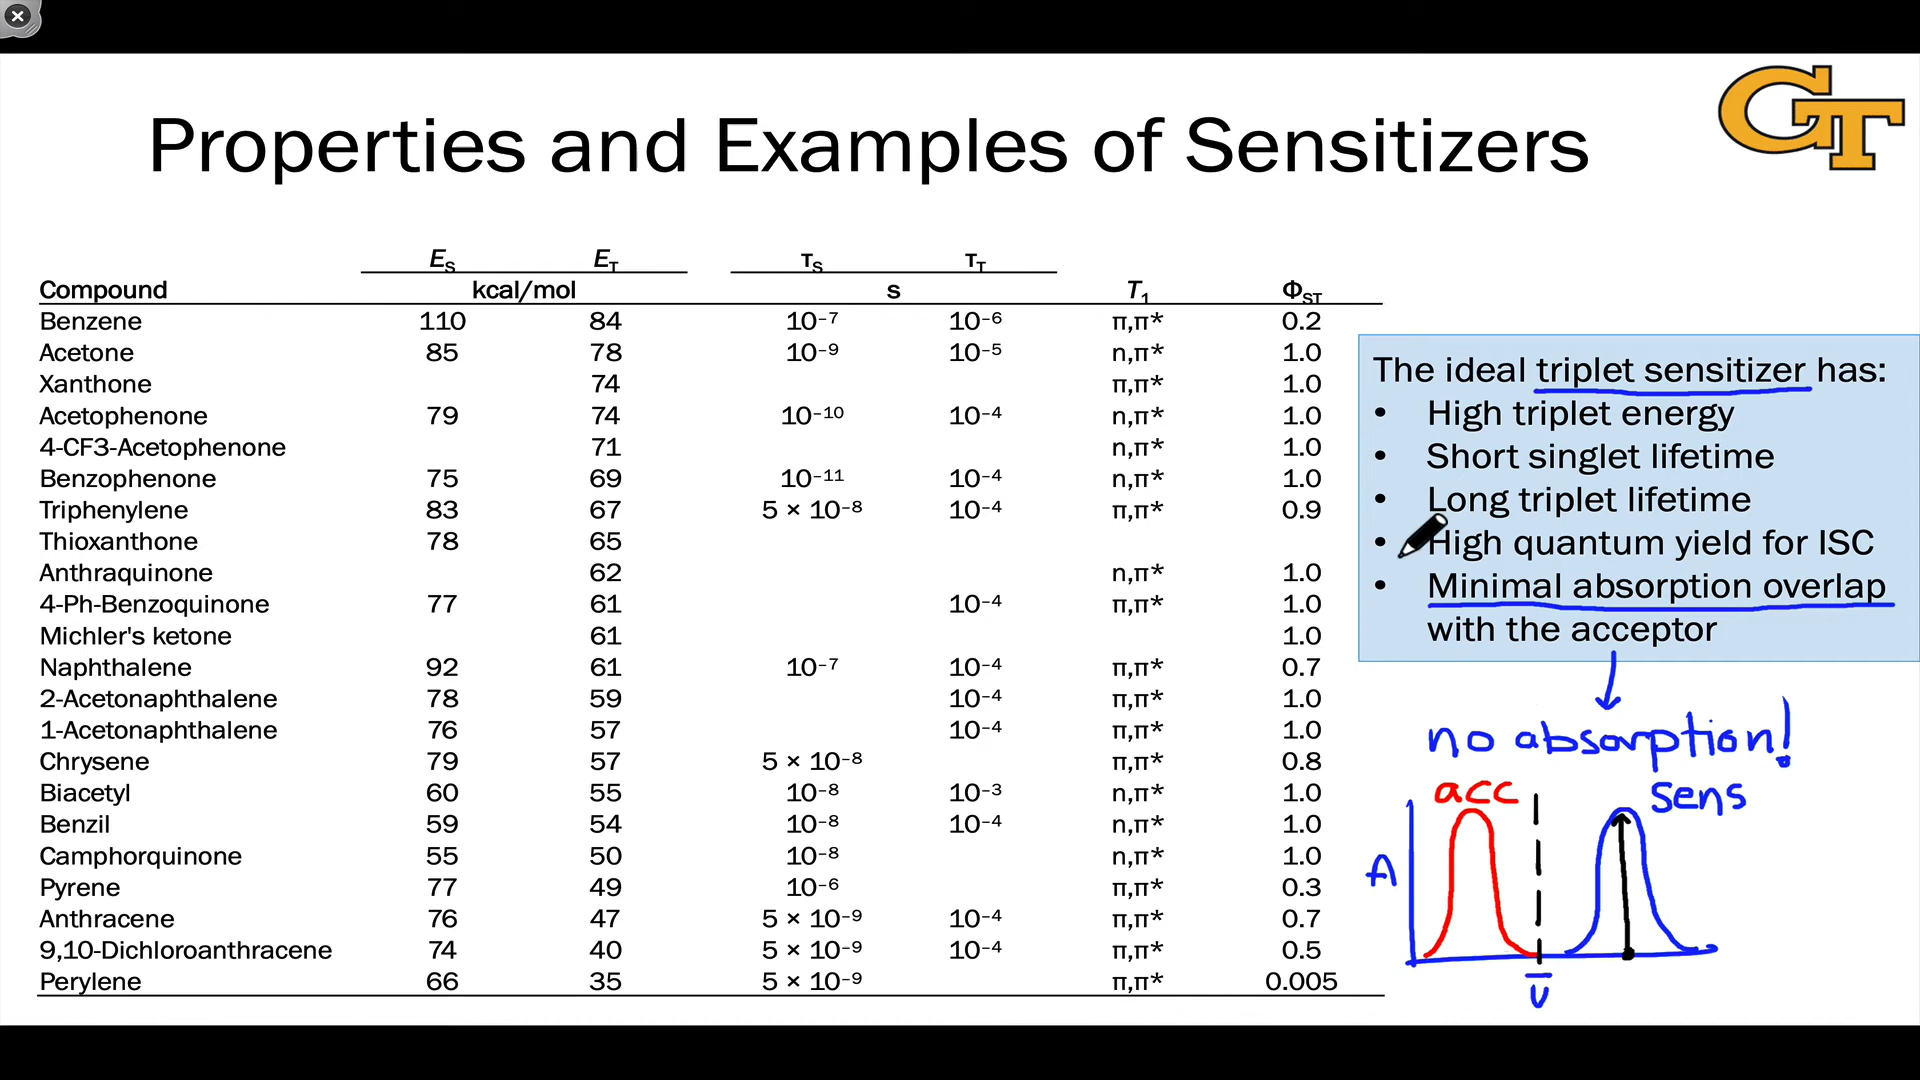 GT
Properties and Examples of Sensitizers
E_S E_T τ_S τ_T
Compound kcal/mol s T_1 Φ_ST
Benzene 110 84 10⁻⁷ 10⁻⁶ π,π* 0.2
Acetone 85 78 10⁻⁹ 10⁻⁵ n,π* 1.0
Xanthone 74 π,π* 1.0
Acetophenone 79 74 10⁻¹⁰ 10⁻⁴ n,π* 1.0
4-CF3-Acetophenone 71 n,π* 1.0
Benzophenone 75 69 10⁻¹¹ 10⁻⁴ n,π* 1.0
Triphenylene 83 67 5 × 10⁻⁸ 10⁻⁴ π,π* 0.9
Thioxanthone 78 65
Anthraquinone 62 n,π* 1.0
4-Ph-Benzoquinone 77 61 10⁻⁴ π,π* 1.0
Michler's ketone 61 1.0
Naphthalene 92 61 10⁻⁷ 10⁻⁴ π,π* 0.7
2-Acetonaphthalene 78 59 10⁻⁴ π,π* 1.0
1-Acetonaphthalene 76 57 10⁻⁴ π,π* 1.0
Chrysene 79 57 5 × 10⁻⁸ π,π* 0.8
Biacetyl 60 55 10⁻⁸ 10⁻³ n,π* 1.0
Benzil 59 54 10⁻⁸ 10⁻⁴ n,π* 1.0
Camphorquinone 55 50 10⁻⁸ n,π* 1.0
Pyrene 77 49 10⁻⁶ π,π* 0.3
Anthracene 76 47 5 × 10⁻⁹ 10⁻⁴ π,π* 0.7
9,10-Dichloroanthracene 74 40 5 × 10⁻⁹ 10⁻⁴ π,π* 0.5
Perylene 66 35 5 × 10⁻⁹ π,π* 0.005
The ideal triplet sensitizer has:
• High triplet energy
• Short singlet lifetime
• Long triplet lifetime
• High quantum yield for ISC
• Minimal absorption overlap
with the acceptor
no absorption!
acc sens
A
ν̅